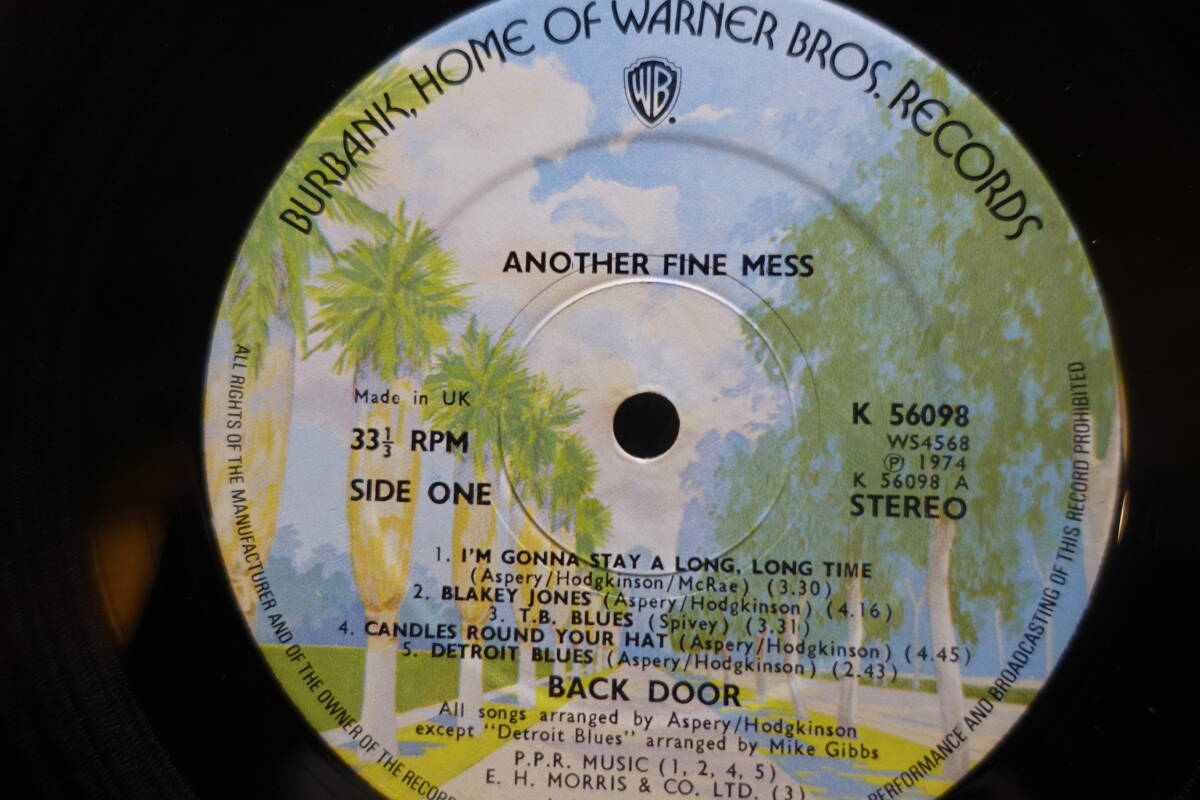 BURBANK, HOME OF WARNER BROS. RECORDS
WB
ANOTHER FINE MESS
Made in UK
33⅓ RPM
SIDE ONE
K 56098
WS4568
Ⓟ 1974
K 56098 A
STEREO
1. I'M GONNA STAY A LONG, LONG TIME
(Aspery/Hodgkinson/McRae) (3.30)
2. BLAKEY JONES (Aspery/Hodgkinson) (4.16)
3. T.B. BLUES (Spivey) (3.31)
4. CANDLES ROUND YOUR HAT (Aspery/Hodgkinson) (4.45)
5. DETROIT BLUES (Aspery/Hodgkinson) (2.43)
BACK DOOR
All songs arranged by Aspery/Hodgkinson
except "Detroit Blues" arranged by Mike Gibbs
P.P.R. MUSIC (1, 2, 4, 5)
E. H. MORRIS & CO. LTD. (3)
ALL RIGHTS OF THE MANUFACTURER AND OF THE OWNER OF THE RECOR
PERFORMANCE AND BROADCASTING OF THIS RECORD PROHIBITED